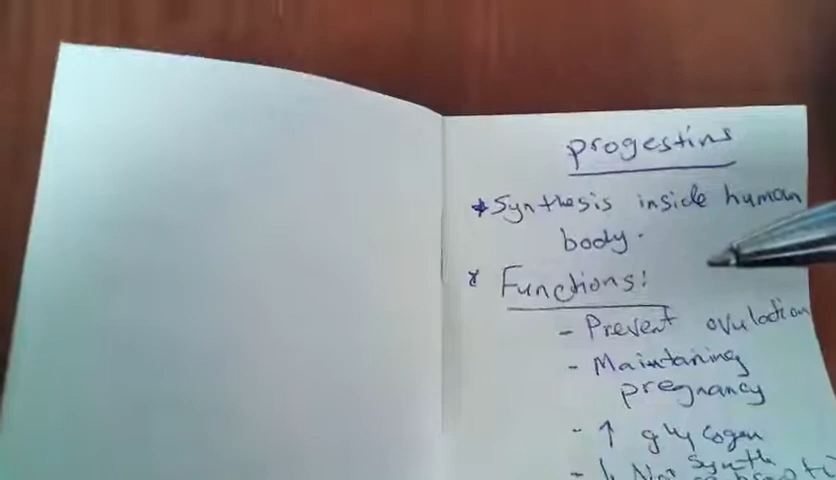 progestins
* Synthesis inside human
body.
* Functions:
- Prevent ovulation
- Maintaining
pregnancy
- ↑ glycogen